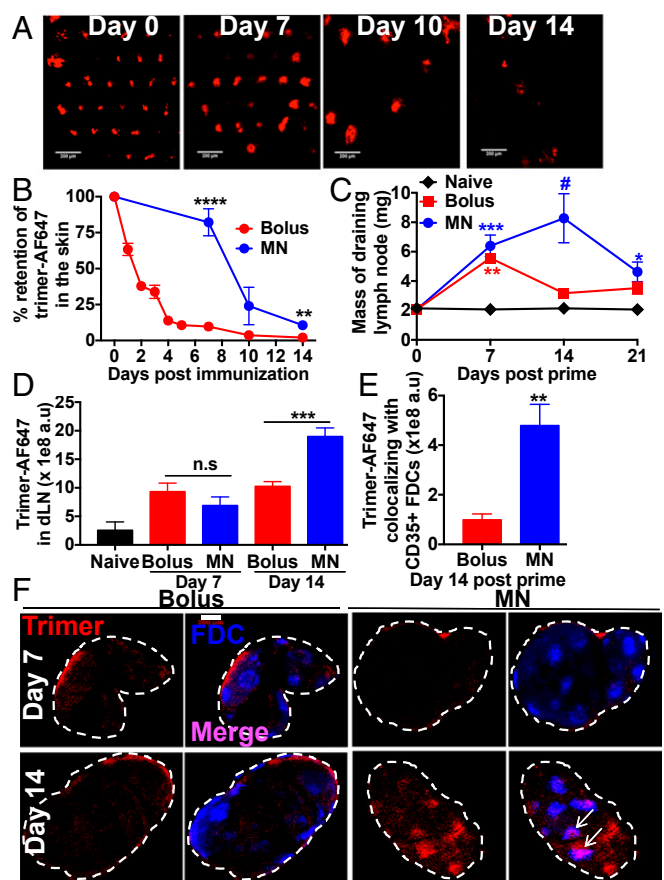 A
Day 0 Day 7 Day 10 Day 14
200 μm 200 μm 200 μm 200 μm
B
% retention of
trimer-AF647
in the skin
100
75
50
25
0
****
**
Bolus
MN
0 2 4 6 8 10 12 14
Days post immunization
C
Mass of draining
lymph node (mg)
10
8
6
4
2
0
Naive
Bolus
MN
***
**
#
*
0 7 14 21
Days post prime
D
Trimer-AF647
in dLN (x 1e8 a.u)
25
20
15
10
5
0
n.s
***
Naive Bolus MN Bolus MN
Day 7 Day 14
E
Trimer-AF647
colocalizing with
CD35+ FDCs (x1e8 a.u)
6
4
2
0
**
Bolus MN
Day 14 post prime
F
Bolus MN
Trimer FDC
Merge
Day 7
Day 14